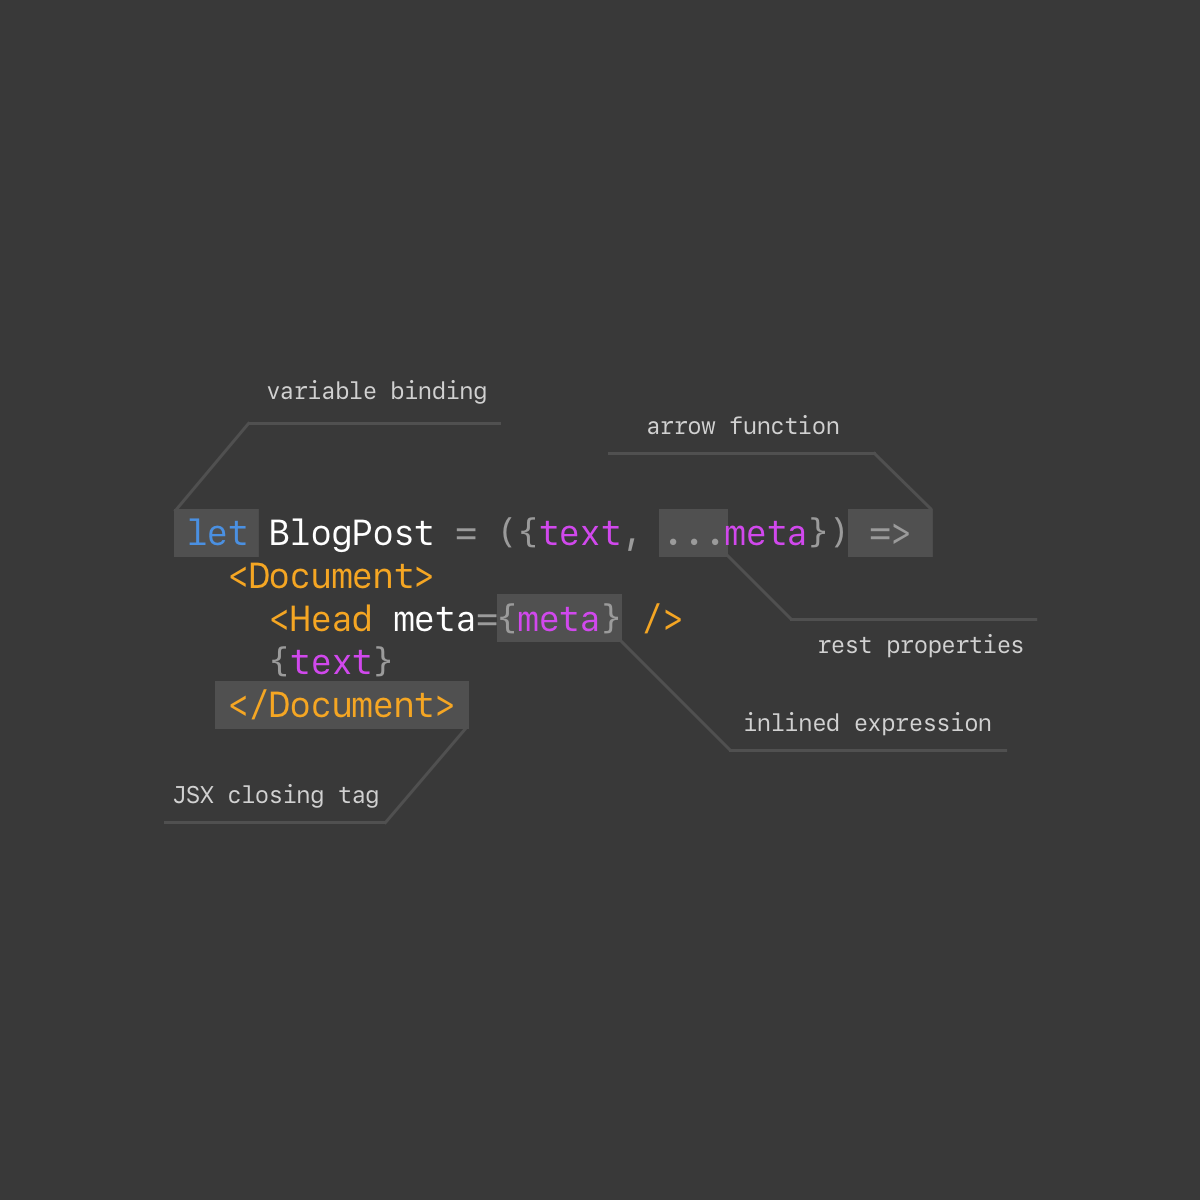 variable binding
arrow function
let BlogPost = ({text, ...meta}) =>
<Document>
<Head meta={meta} />
{text}
</Document>
rest properties
inlined expression
JSX closing tag